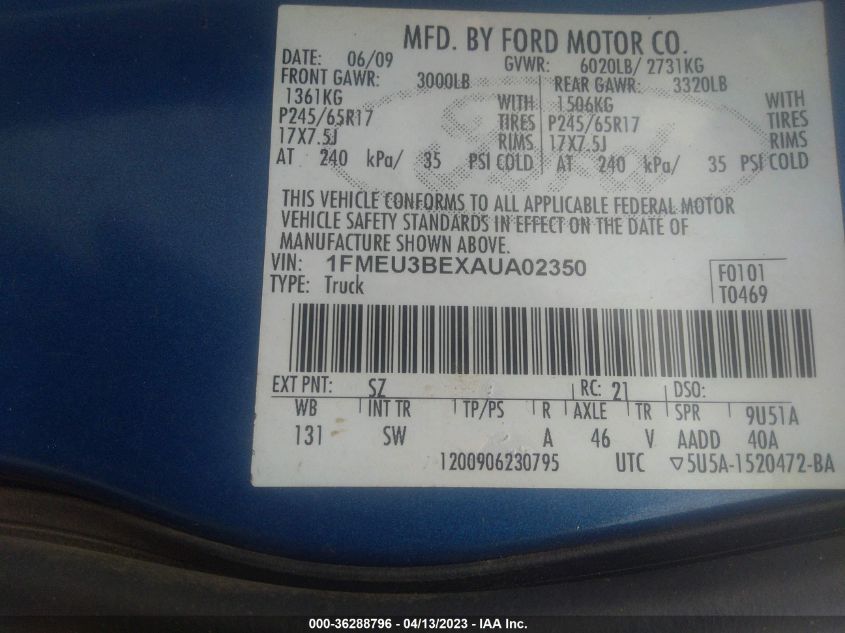 MFD. BY FORD MOTOR CO.
DATE: 06/09 GVWR: 6020LB/ 2731KG
FRONT GAWR: 3000LB REAR GAWR: 3320LB
1361KG WITH 1506KG WITH
P245/65R17 TIRES P245/65R17 TIRES
17X7.5J RIMS 17X7.5J RIMS
AT 240 kPa/ 35 PSI COLD AT 240 kPa/ 35 PSI COLD
Ford
THIS VEHICLE CONFORMS TO ALL APPLICABLE FEDERAL MOTOR
VEHICLE SAFETY STANDARDS IN EFFECT ON THE DATE OF
MANUFACTURE SHOWN ABOVE.
VIN: 1FMEU3BEXAUA02350 F0101
TYPE: Truck T0469
EXT PNT: SZ RC: 21 DSO:
WB INT TR TP/PS R AXLE TR SPR 9U51A
131 SW A 46 V AADD 40A
1200906230795 UTC ▽5U5A-1520472-BA
000-36288796 - 04/13/2023 - IAA Inc.